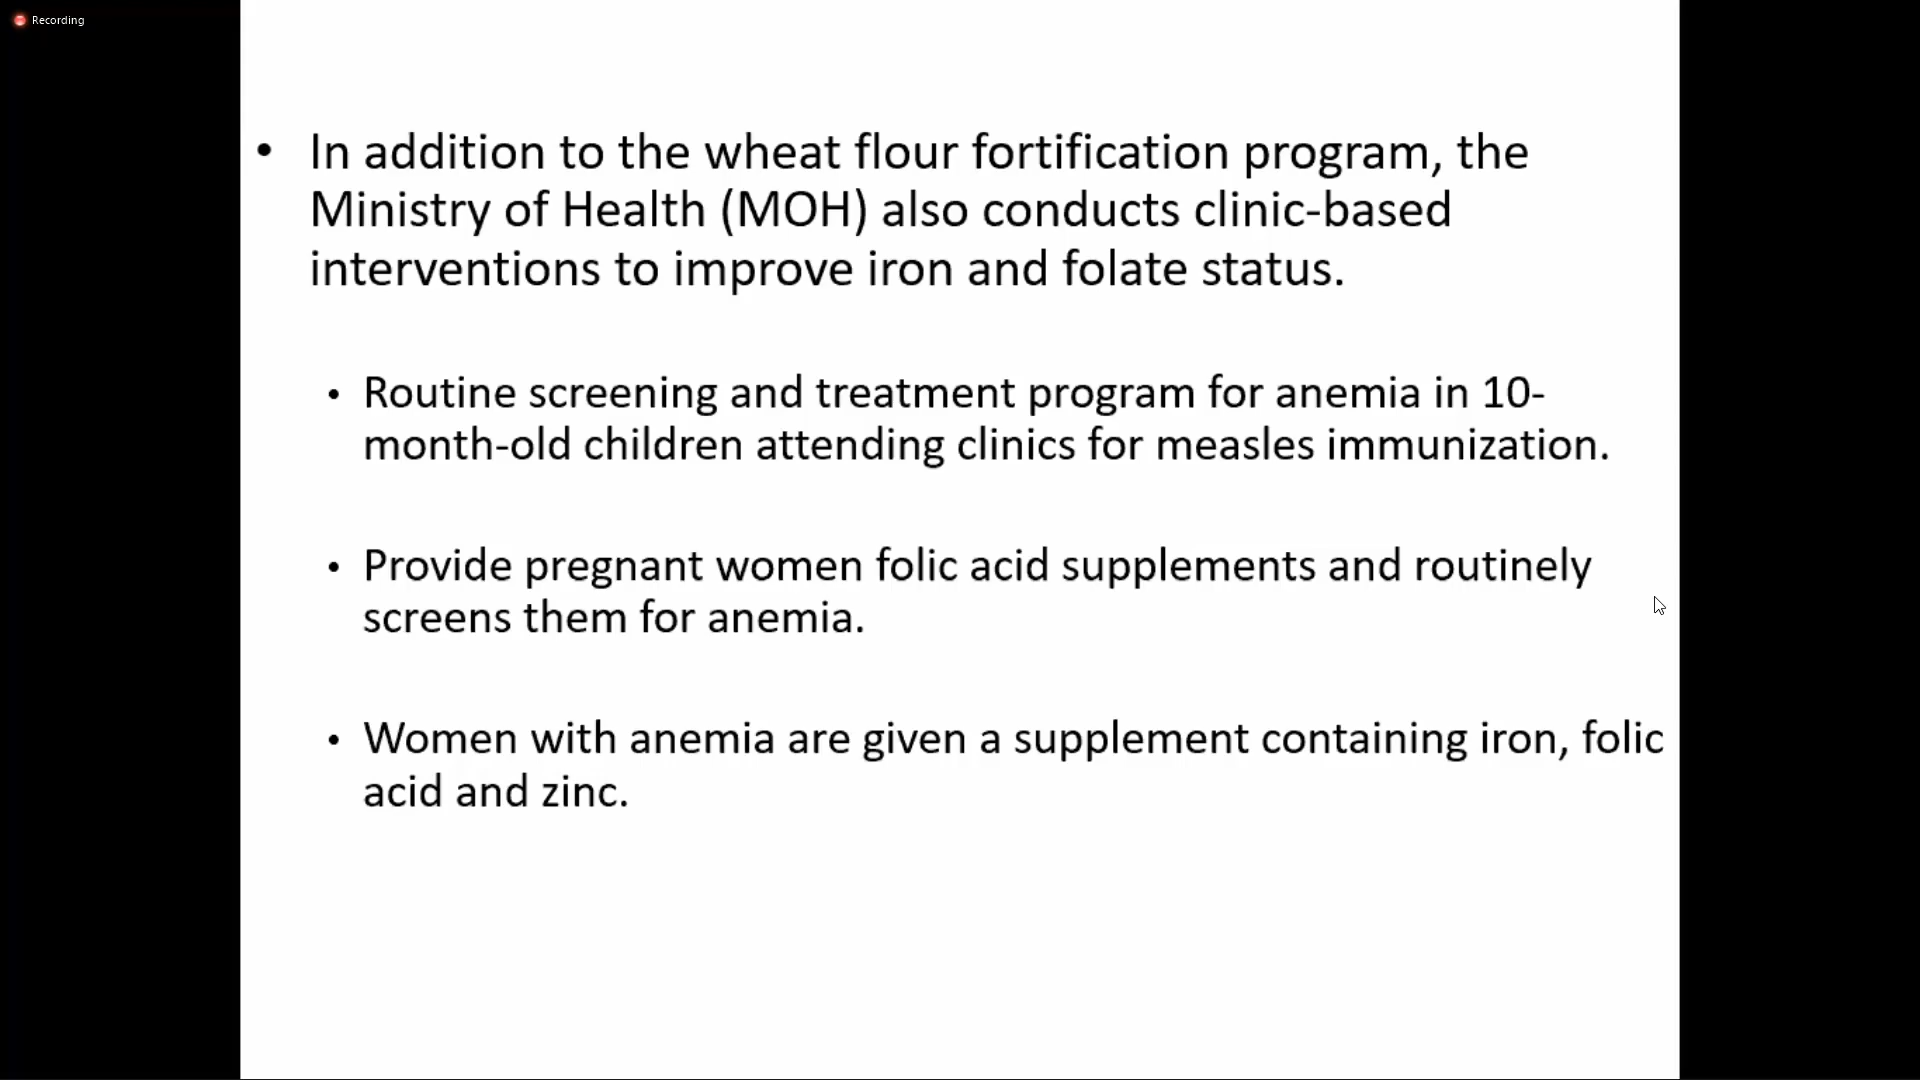 Recording
• In addition to the wheat flour fortification program, the
Ministry of Health (MOH) also conducts clinic-based
interventions to improve iron and folate status.
• Routine screening and treatment program for anemia in 10-
month-old children attending clinics for measles immunization.
• Provide pregnant women folic acid supplements and routinely
screens them for anemia.
• Women with anemia are given a supplement containing iron, folic
acid and zinc.